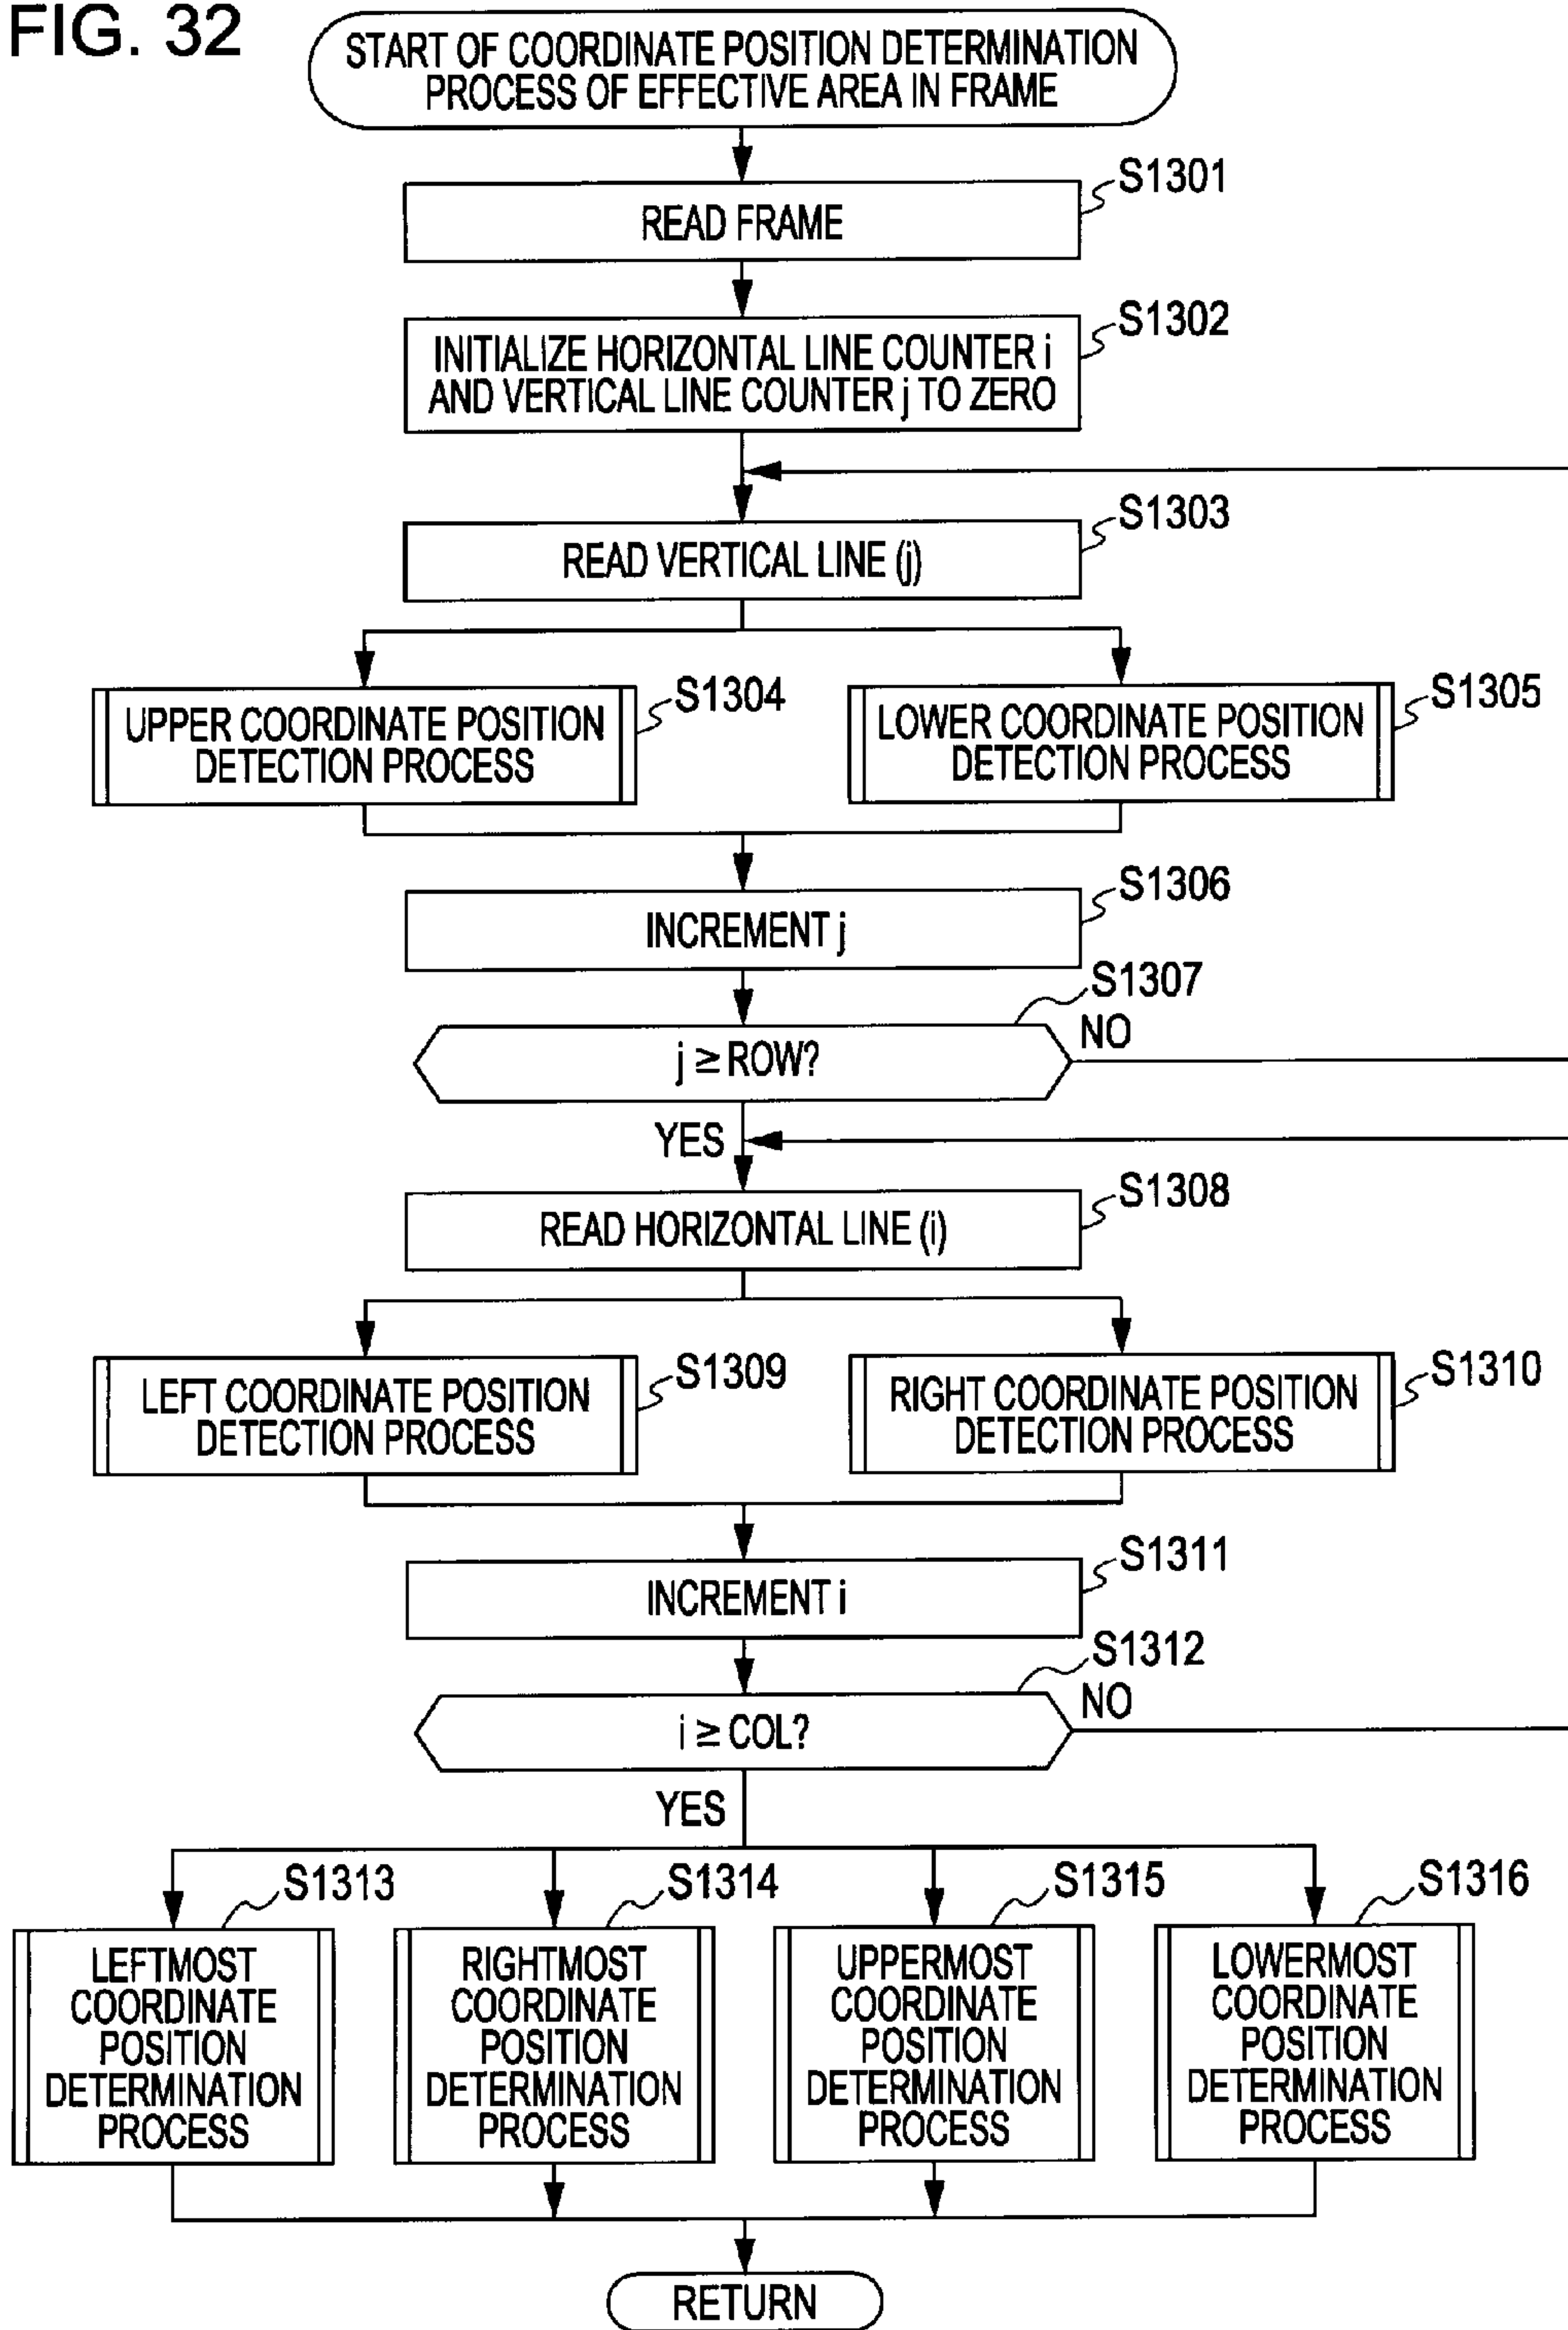 FIG. 32
START OF COORDINATE POSITION DETERMINATION
PROCESS OF EFFECTIVE AREA IN FRAME
S1301
READ FRAME
S1302
INITIALIZE HORIZONTAL LINE COUNTER i
AND VERTICAL LINE COUNTER j TO ZERO
S1303
READ VERTICAL LINE (j)
S1304
UPPER COORDINATE POSITION
DETECTION PROCESS
S1305
LOWER COORDINATE POSITION
DETECTION PROCESS
S1306
INCREMENT j
S1307
j ≥ ROW?
NO
YES
S1308
READ HORIZONTAL LINE (i)
S1309
LEFT COORDINATE POSITION
DETECTION PROCESS
S1310
RIGHT COORDINATE POSITION
DETECTION PROCESS
S1311
INCREMENT i
S1312
i ≥ COL?
NO
YES
S1313
LEFTMOST
COORDINATE
POSITION
DETERMINATION
PROCESS
S1314
RIGHTMOST
COORDINATE
POSITION
DETERMINATION
PROCESS
S1315
UPPERMOST
COORDINATE
POSITION
DETERMINATION
PROCESS
S1316
LOWERMOST
COORDINATE
POSITION
DETERMINATION
PROCESS
RETURN